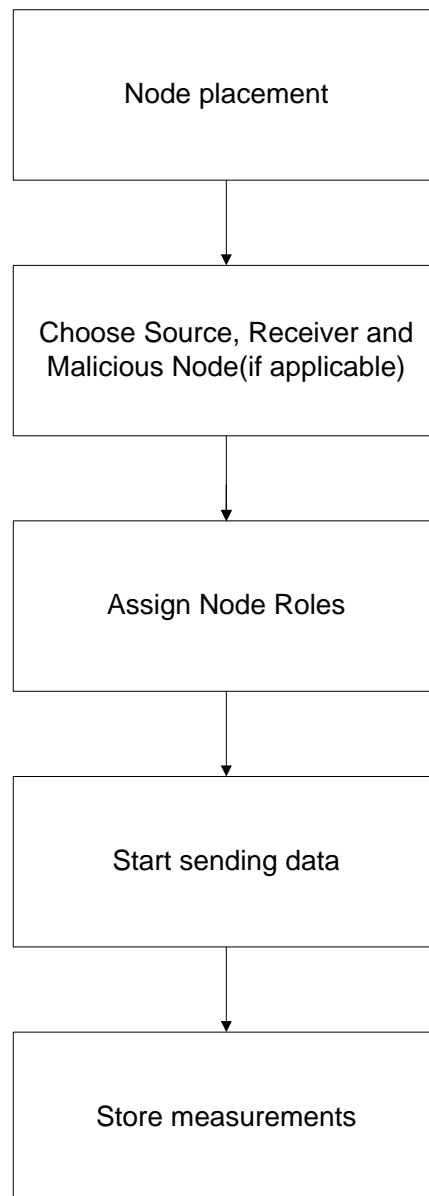 Node placement
Choose Source, Receiver and
Malicious Node(if applicable)
Assign Node Roles
Start sending data
Store measurements